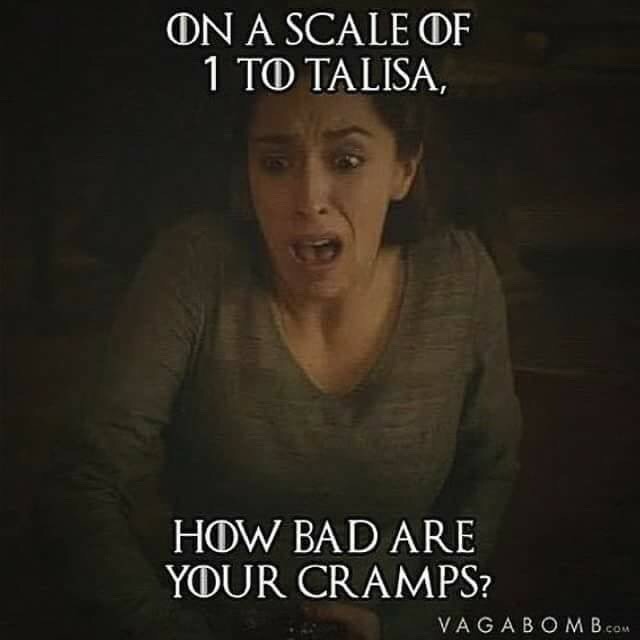 ON A SCALE OF
1 TO TALISA,
HOW BAD ARE
YOUR CRAMPS?
VAGABOMB.COM